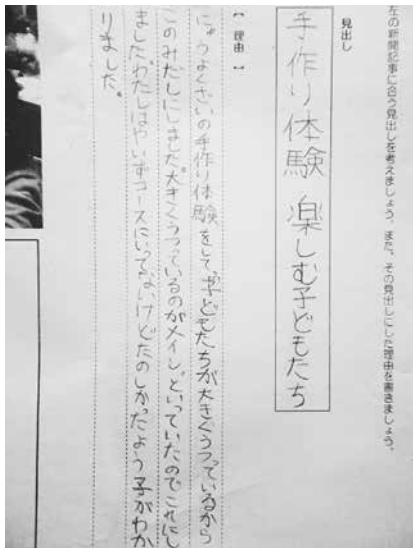 左の新聞記事に合う見出しを考えましょう。また、その見出しにした理由を書きましょう。
見出し
手作り体験 楽しむ子どもたち
【理由】
にゅうよくざいの手作り体験をして子どもたちが大きくうつっているから
このみだしにしました。大きくうつっているのがメインといっていたのでこれにし
ました。わたしはやいずコースにいってないけどたのしかったよう子がわか
りました。